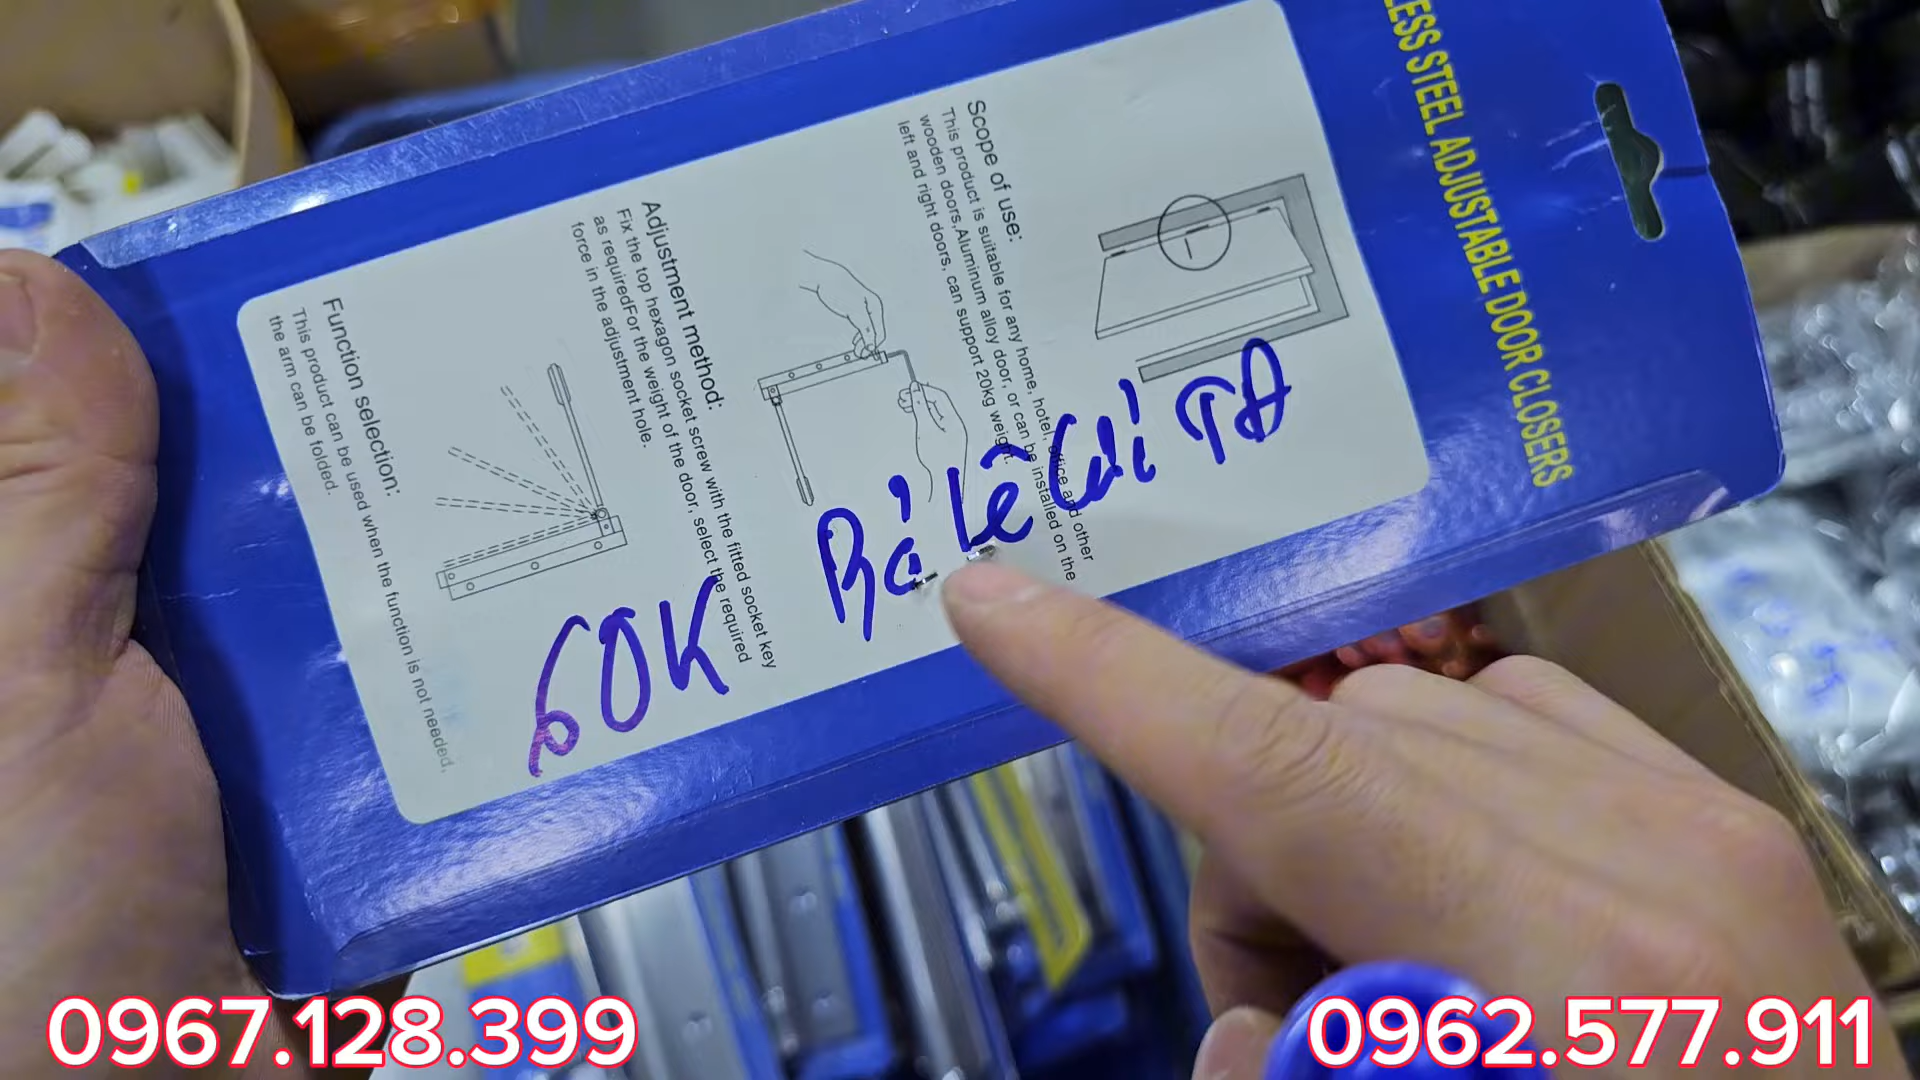 LESS STEEL ADJUSTABLE DOOR CLOSERS
Scope of use:
This product is suitable for any home, hotel, office and other
wooden doors,Aluminum alloy door, or can be installed on the
left and right doors, can support 20kg weight.
Adjustment method:
Fix the top hexagon socket screw with the fitted socket key
as requiredFor the weight of the door, select the required
force in the adjustment hole.
Function selection:
This product can be used when the function is not needed,
the arm can be folded.
60K
Bả lề
TA
0967.128.399
0962.577.911